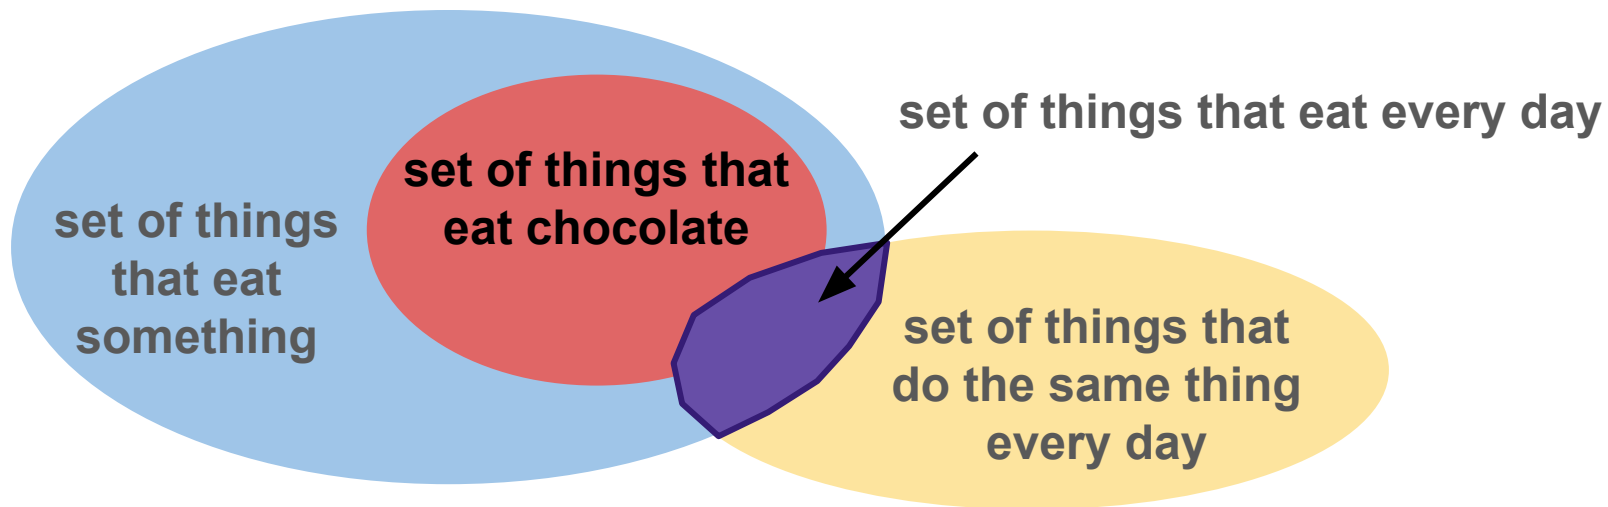 set of things that eat every day
set of things that
eat chocolate
set of things
that eat
something
set of things that
do the same thing
every day